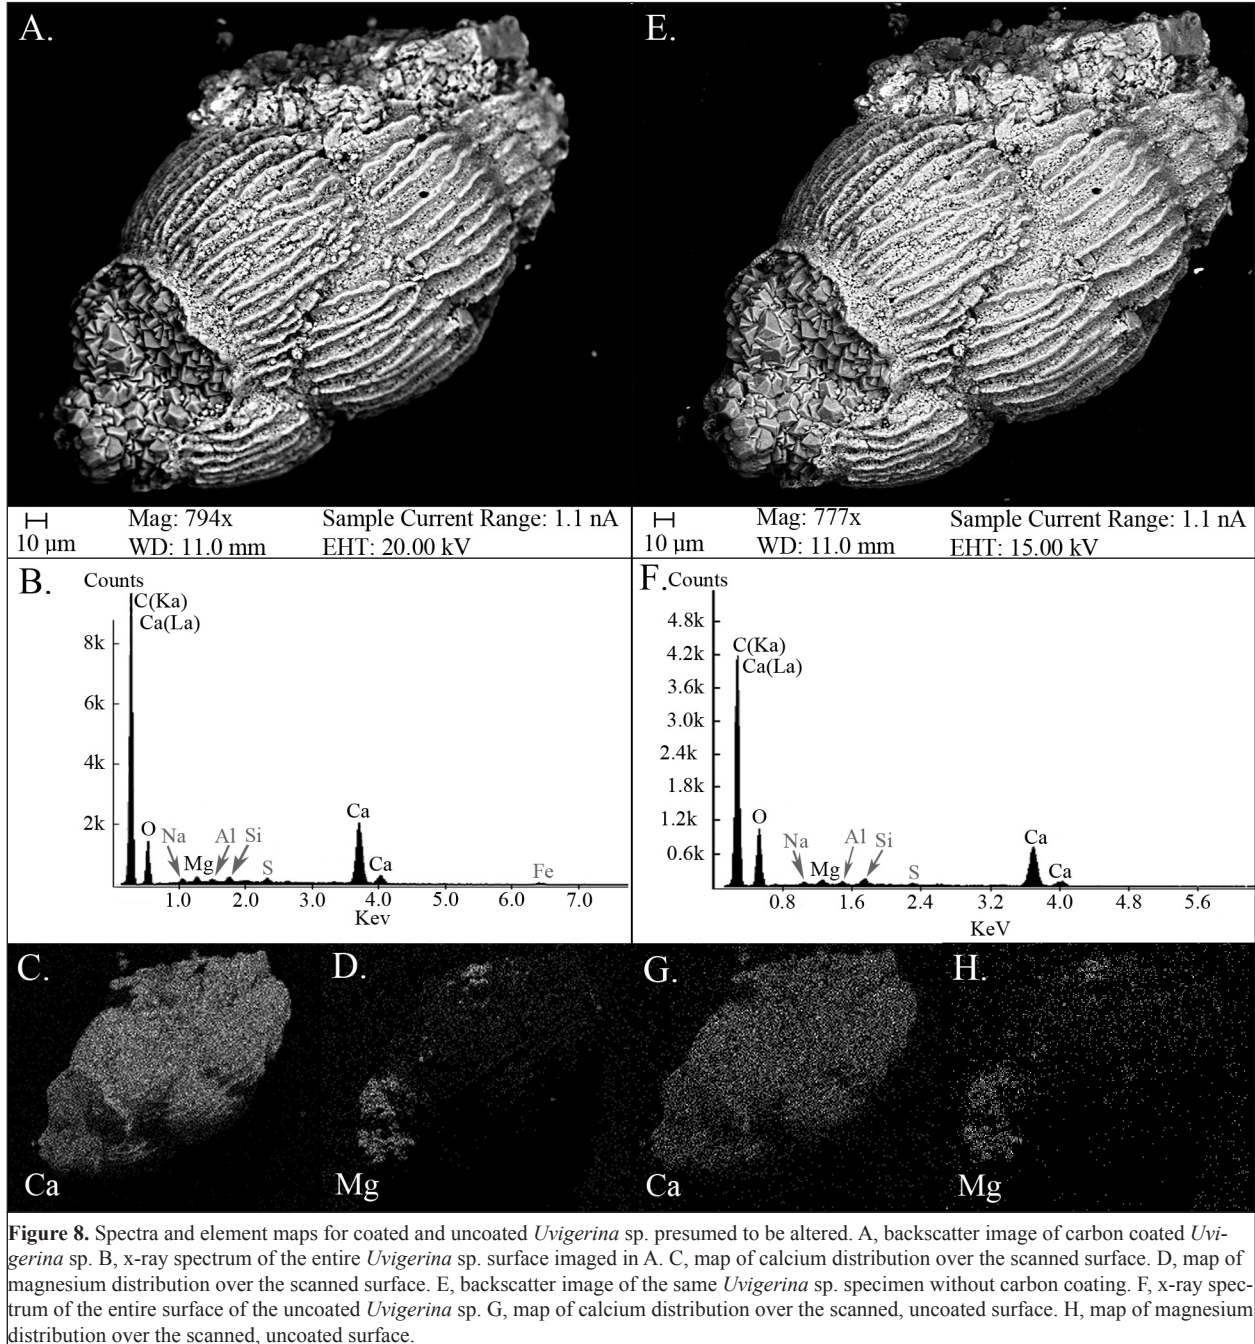 A.
E.
10 µm
Mag: 794x
WD: 11.0 mm
Sample Current Range: 1.1 nA
EHT: 20.00 kV
10 µm
Mag: 777x
WD: 11.0 mm
Sample Current Range: 1.1 nA
EHT: 15.00 kV
B.
Counts
C(Ka)
Ca(La)
8k
6k
4k
2k
O
Na
Mg
Al
Si
S
Ca
Ca
Fe
1.0 2.0 3.0 4.0 5.0 6.0 7.0
Kev
F.
Counts
4.8k
4.2k
3.6k
3.0k
2.4k
1.8k
1.2k
0.6k
C(Ka)
Ca(La)
O
Na
Mg
Al
Si
S
Ca
Ca
0.8 1.6 2.4 3.2 4.0 4.8 5.6
KeV
C.
Ca
D.
Mg
G.
Ca
H.
Mg
Figure 8. Spectra and element maps for coated and uncoated Uvigerina sp. presumed to be altered. A, backscatter image of carbon coated Uvi-
gerina sp. B, x-ray spectrum of the entire Uvigerina sp. surface imaged in A. C, map of calcium distribution over the scanned surface. D, map of
magnesium distribution over the scanned surface. E, backscatter image of the same Uvigerina sp. specimen without carbon coating. F, x-ray spec-
trum of the entire surface of the uncoated Uvigerina sp. G, map of calcium distribution over the scanned, uncoated surface. H, map of magnesium
distribution over the scanned, uncoated surface.